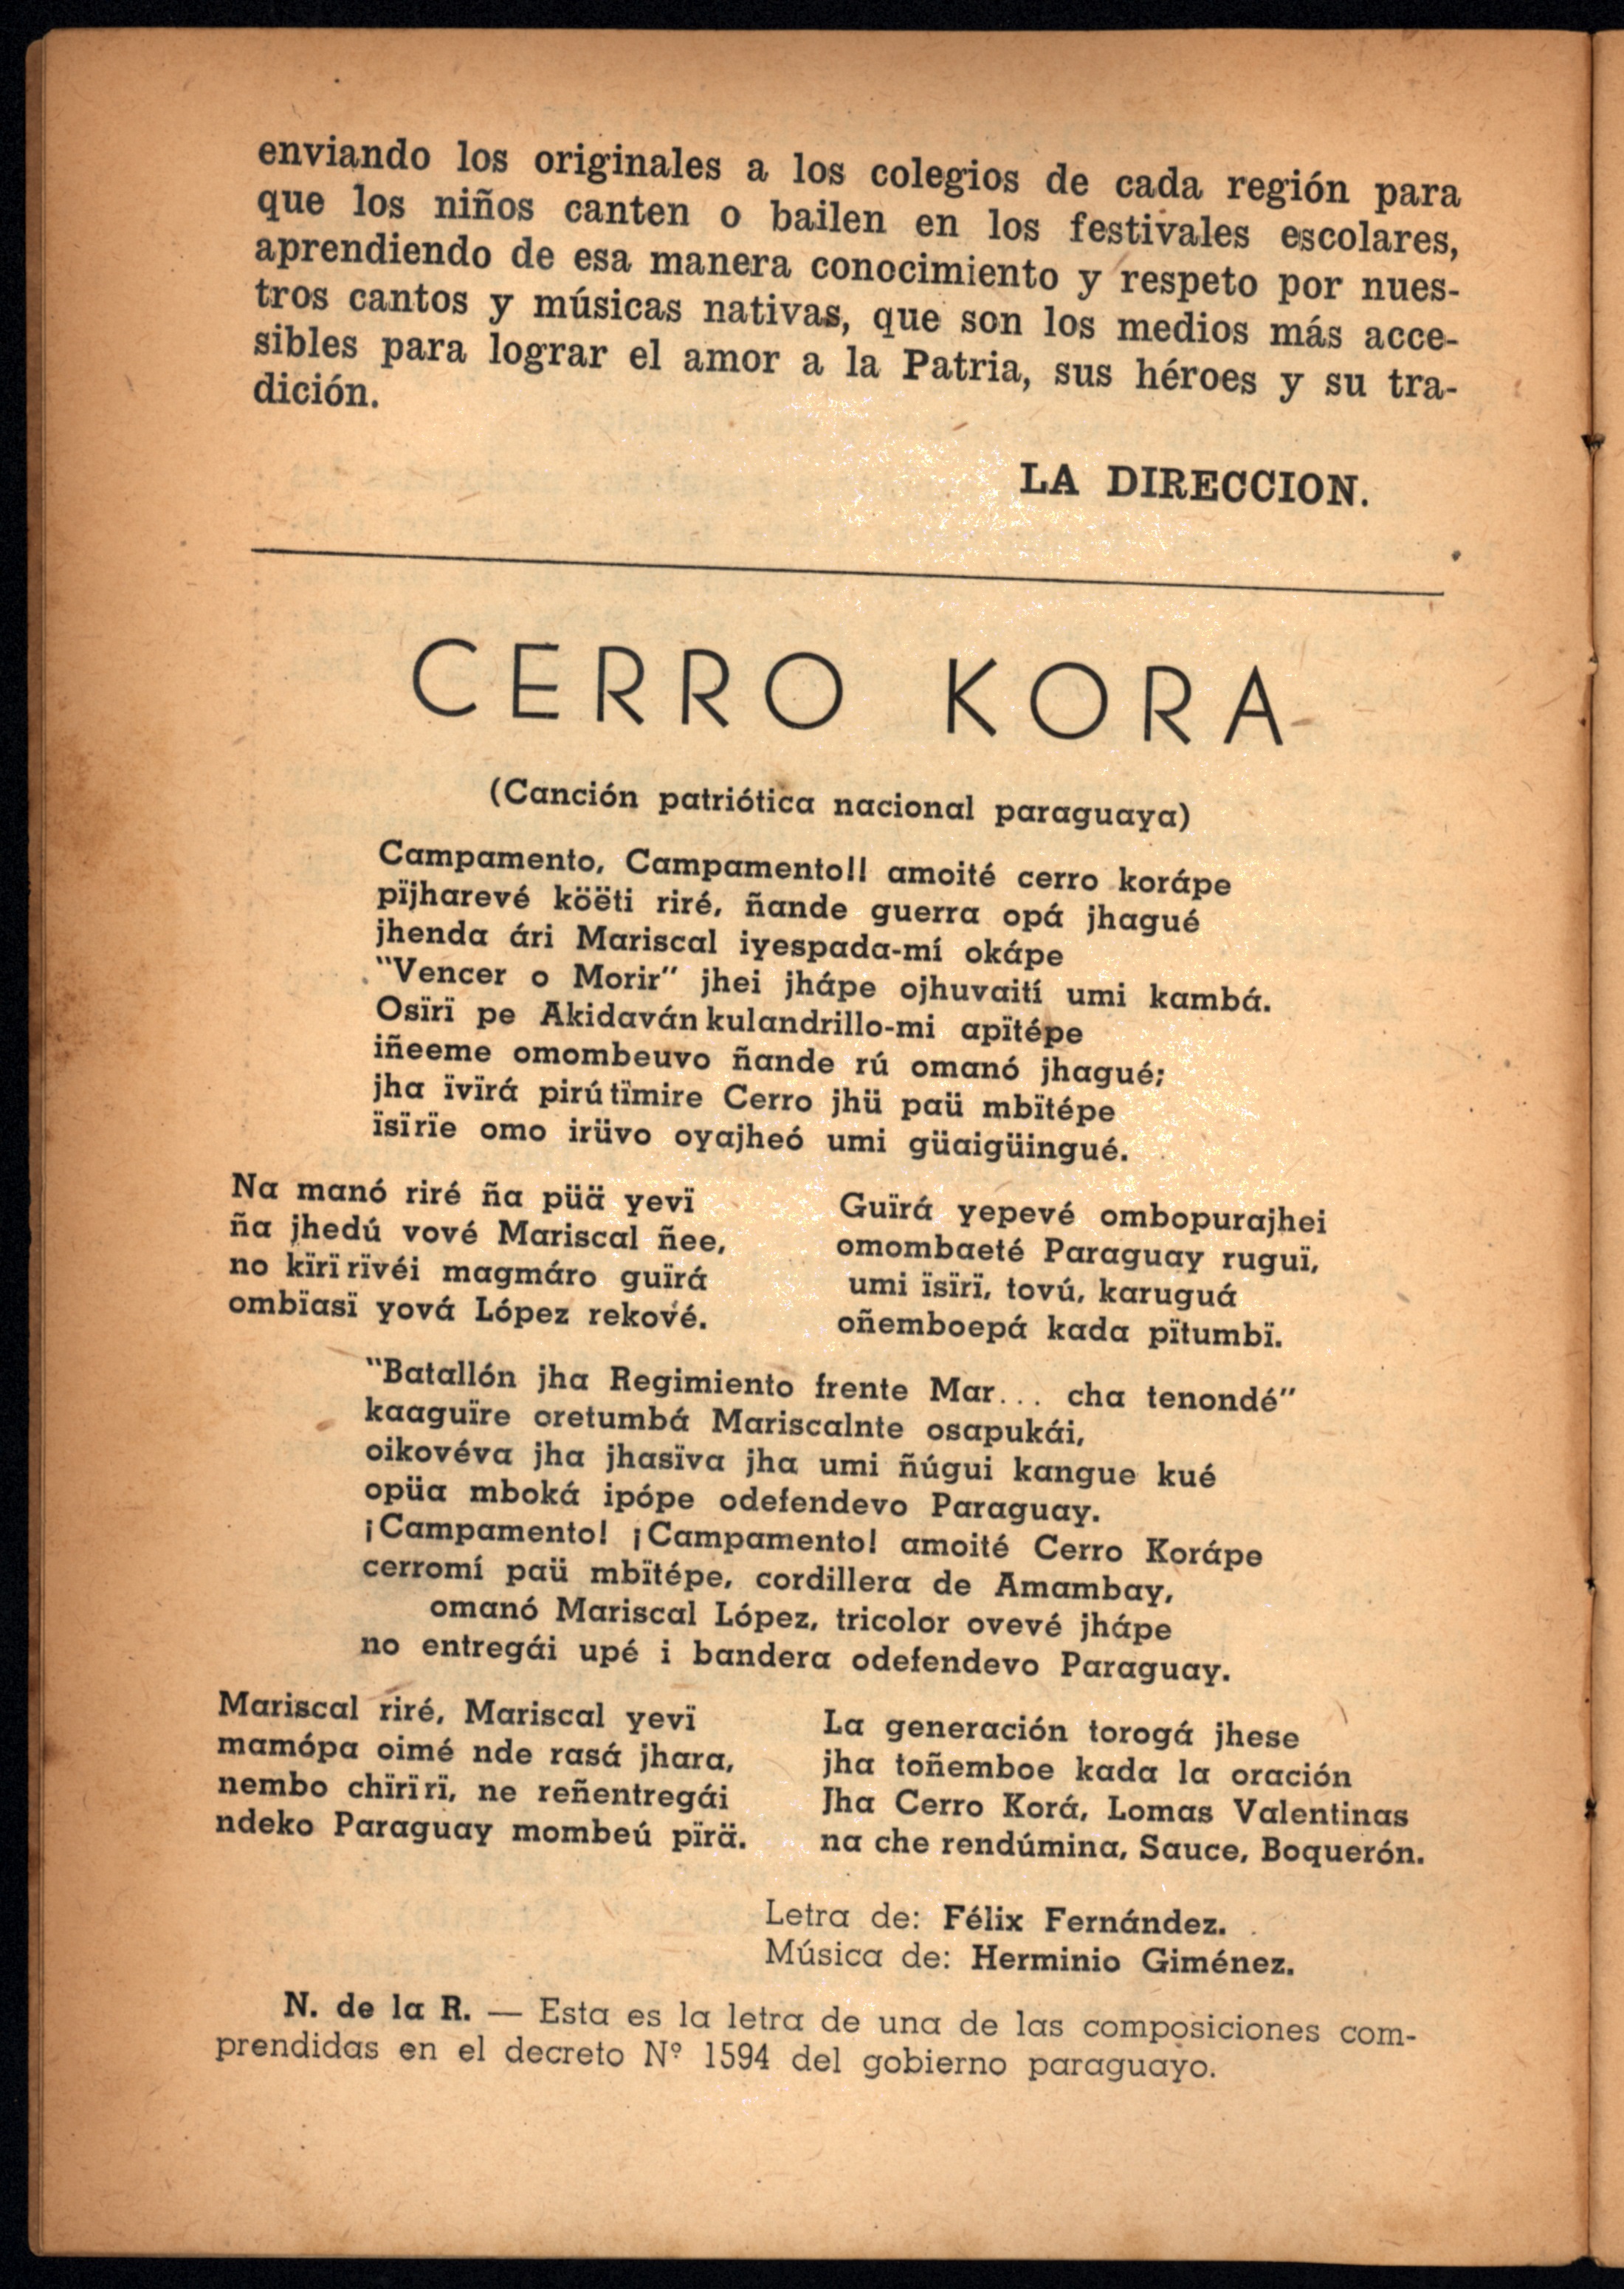 enviando los originales a los colegios de cada región para
que los niños canten o bailen en los festivales escolares,
aprendiendo de esa manera conocimiento y respeto por nues-
tros cantos y músicas nativas, que son los medios más acce-
sibles para lograr el amor a la Patria, sus héroes y su tra-
dición.
LA DIRECCION.
CERRO KORA
(Canción patriótica nacional paraguaya)
Campamento, Campamento!! amoité cerro korápe
pïjharevé köëti riré, ñande guerra opá jhagué
jhenda ári Mariscal iyespada-mí okápe
"Vencer o Morir" jhei jhápe ojhuvaití umi kambá.
Osïrï pe Akidaván kulandrillo-mi apïtépe
iñeeme omombeuvo ñande rú omanó jhagué;
jha ïvïrá pirú tïmire Cerro jhü paü mbïtépe
ïsïrïe omo irüvo oyajheó umi güaigüingué.
Na manó riré ña püä yevï
ña jhedú vové Mariscal ñee,
no kïrï rïvéi magmáro guïrá
ombïasï yová López rekové.
Guïrá yepevé ombopurajhei
omombaeté Paraguay ruguï,
umi ïsïrï, tovú, karuguá
oñemboepá kada pïtumbï.
"Batallón jha Regimiento frente Mar... cha tenondé"
kaaguïre oretumbá Mariscalnte osapukái,
oikovéva jha jhasïva jha umi ñúgui kangue kué
opüa mboká ipópe odefendevo Paraguay.
¡Campamento! ¡Campamento! amoité Cerro Korápe
cerromí paü mbïtépe, cordillera de Amambay,
omanó Mariscal López, tricolor ovevé jhápe
no entregái upé i bandera odefendevo Paraguay.
Mariscal riré, Mariscal yevï
mamópa oimé nde rasá jhara,
nembo chïrï rï, ne reñentregái
ndeko Paraguay mombeú pïrä.
La generación torogá jhese
jha toñemboe kada la oración
Jha Cerro Korá, Lomas Valentinas
na che rendúmina, Sauce, Boquerón.
Letra de: Félix Fernández.
Música de: Herminio Giménez.
N. de la R. — Esta es la letra de una de las composiciones com-
prendidas en el decreto Nº 1594 del gobierno paraguayo.